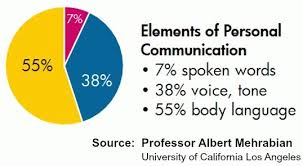 7%
38%
55%
Elements of Personal
Communication
• 7% spoken words
• 38% voice, tone
• 55% body language
Source: Professor Albert Mehrabian
University of California Los Angeles